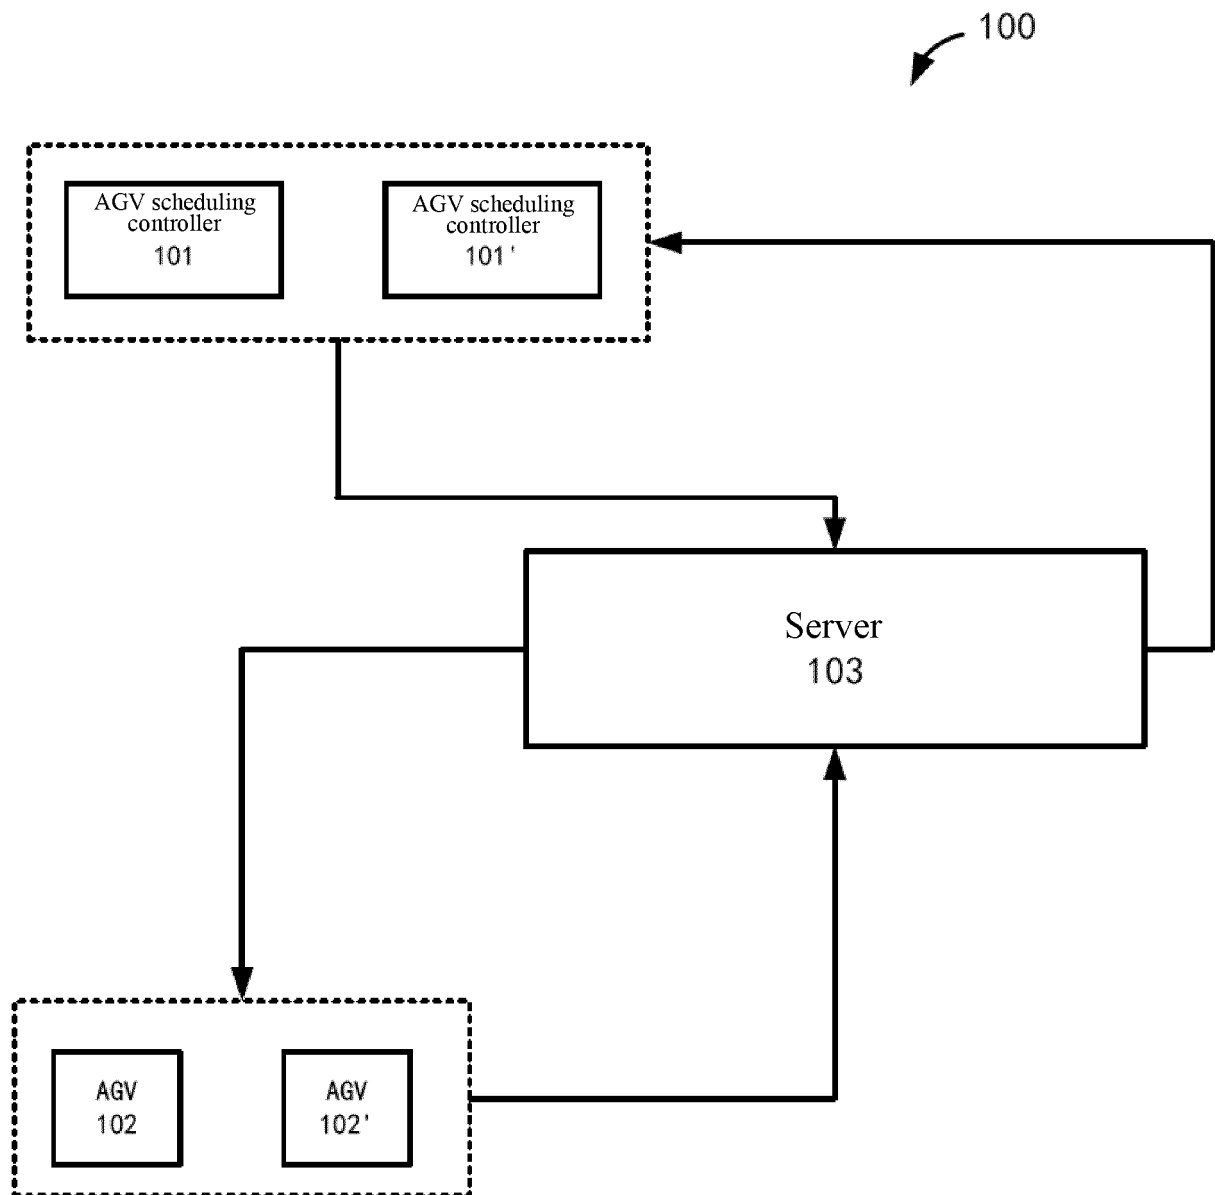 100
AGV scheduling
controller
101
AGV scheduling
controller
101'
Server
103
AGV
102
AGV
102'